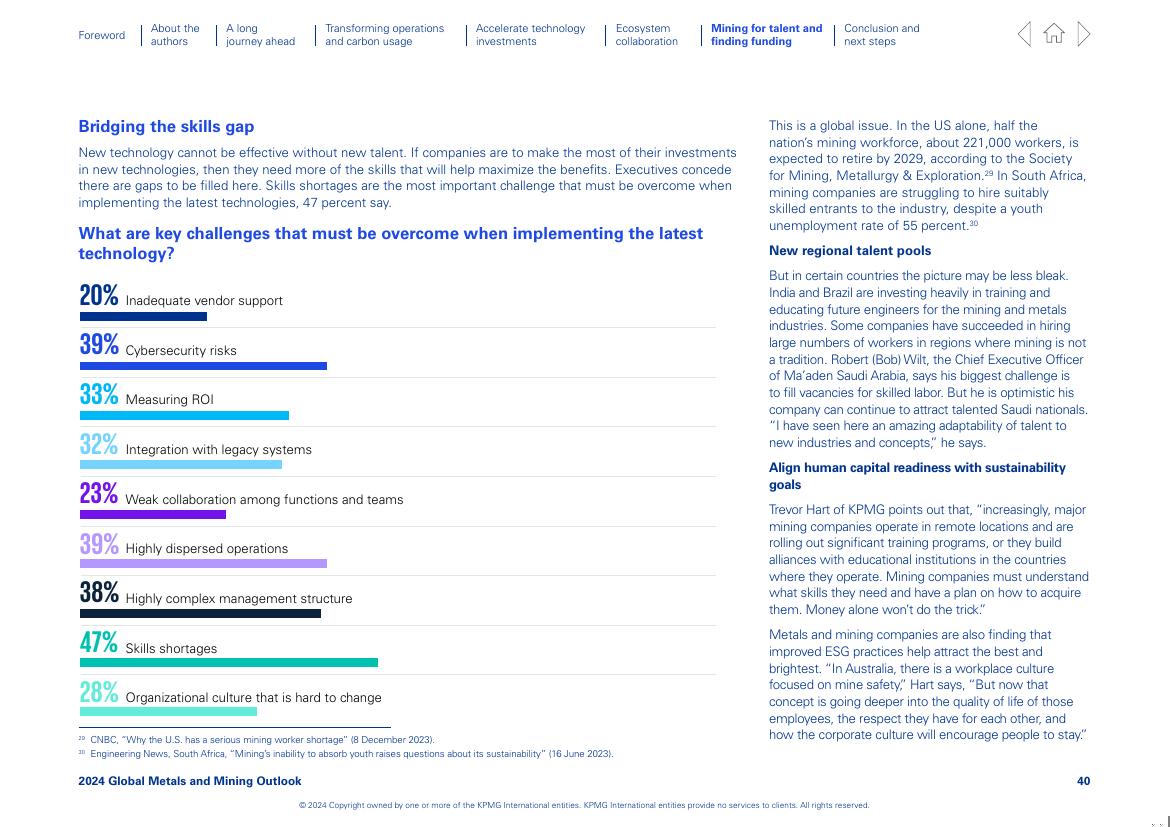 Foreword
About the
authors
A long
journey ahead
Transforming operations
and carbon usage
Accelerate technology
investments
Ecosystem
collaboration
Mining for talent and
finding funding
Conclusion and
next steps
Bridging the skills gap
New technology cannot be effective without new talent. If companies are to make the most of their investments
in new technologies, then they need more of the skills that will help maximize the benefits. Executives concede
there are gaps to be filled here. Skills shortages are the most important challenge that must be overcome when
implementing the latest technologies, 47 percent say.
What are key challenges that must be overcome when implementing the latest
technology?
20% Inadequate vendor support
39% Cybersecurity risks
33% Measuring ROI
32% Integration with legacy systems
23% Weak collaboration among functions and teams
39% Highly dispersed operations
38% Highly complex management structure
47% Skills shortages
28% Organizational culture that is hard to change
29 CNBC, “Why the U.S. has a serious mining worker shortage” (8 December 2023).
30 Engineering News, South Africa, “Mining’s inability to absorb youth raises questions about its sustainability” (16 June 2023).
This is a global issue. In the US alone, half the
nation’s mining workforce, about 221,000 workers, is
expected to retire by 2029, according to the Society
for Mining, Metallurgy & Exploration.29 In South Africa,
mining companies are struggling to hire suitably
skilled entrants to the industry, despite a youth
unemployment rate of 55 percent.30
New regional talent pools
But in certain countries the picture may be less bleak.
India and Brazil are investing heavily in training and
educating future engineers for the mining and metals
industries. Some companies have succeeded in hiring
large numbers of workers in regions where mining is not
a tradition. Robert (Bob) Wilt, the Chief Executive Officer
of Ma’aden Saudi Arabia, says his biggest challenge is
to fill vacancies for skilled labor. But he is optimistic his
company can continue to attract talented Saudi nationals.
“I have seen here an amazing adaptability of talent to
new industries and concepts,” he says.
Align human capital readiness with sustainability
goals
Trevor Hart of KPMG points out that, “increasingly, major
mining companies operate in remote locations and are
rolling out significant training programs, or they build
alliances with educational institutions in the countries
where they operate. Mining companies must understand
what skills they need and have a plan on how to acquire
them. Money alone won’t do the trick.”
Metals and mining companies are also finding that
improved ESG practices help attract the best and
brightest. “In Australia, there is a workplace culture
focused on mine safety,” Hart says, “But now that
concept is going deeper into the quality of life of those
employees, the respect they have for each other, and
how the corporate culture will encourage people to stay.”
2024 Global Metals and Mining Outlook
40
© 2024 Copyright owned by one or more of the KPMG International entities. KPMG International entities provide no services to clients. All rights reserved.